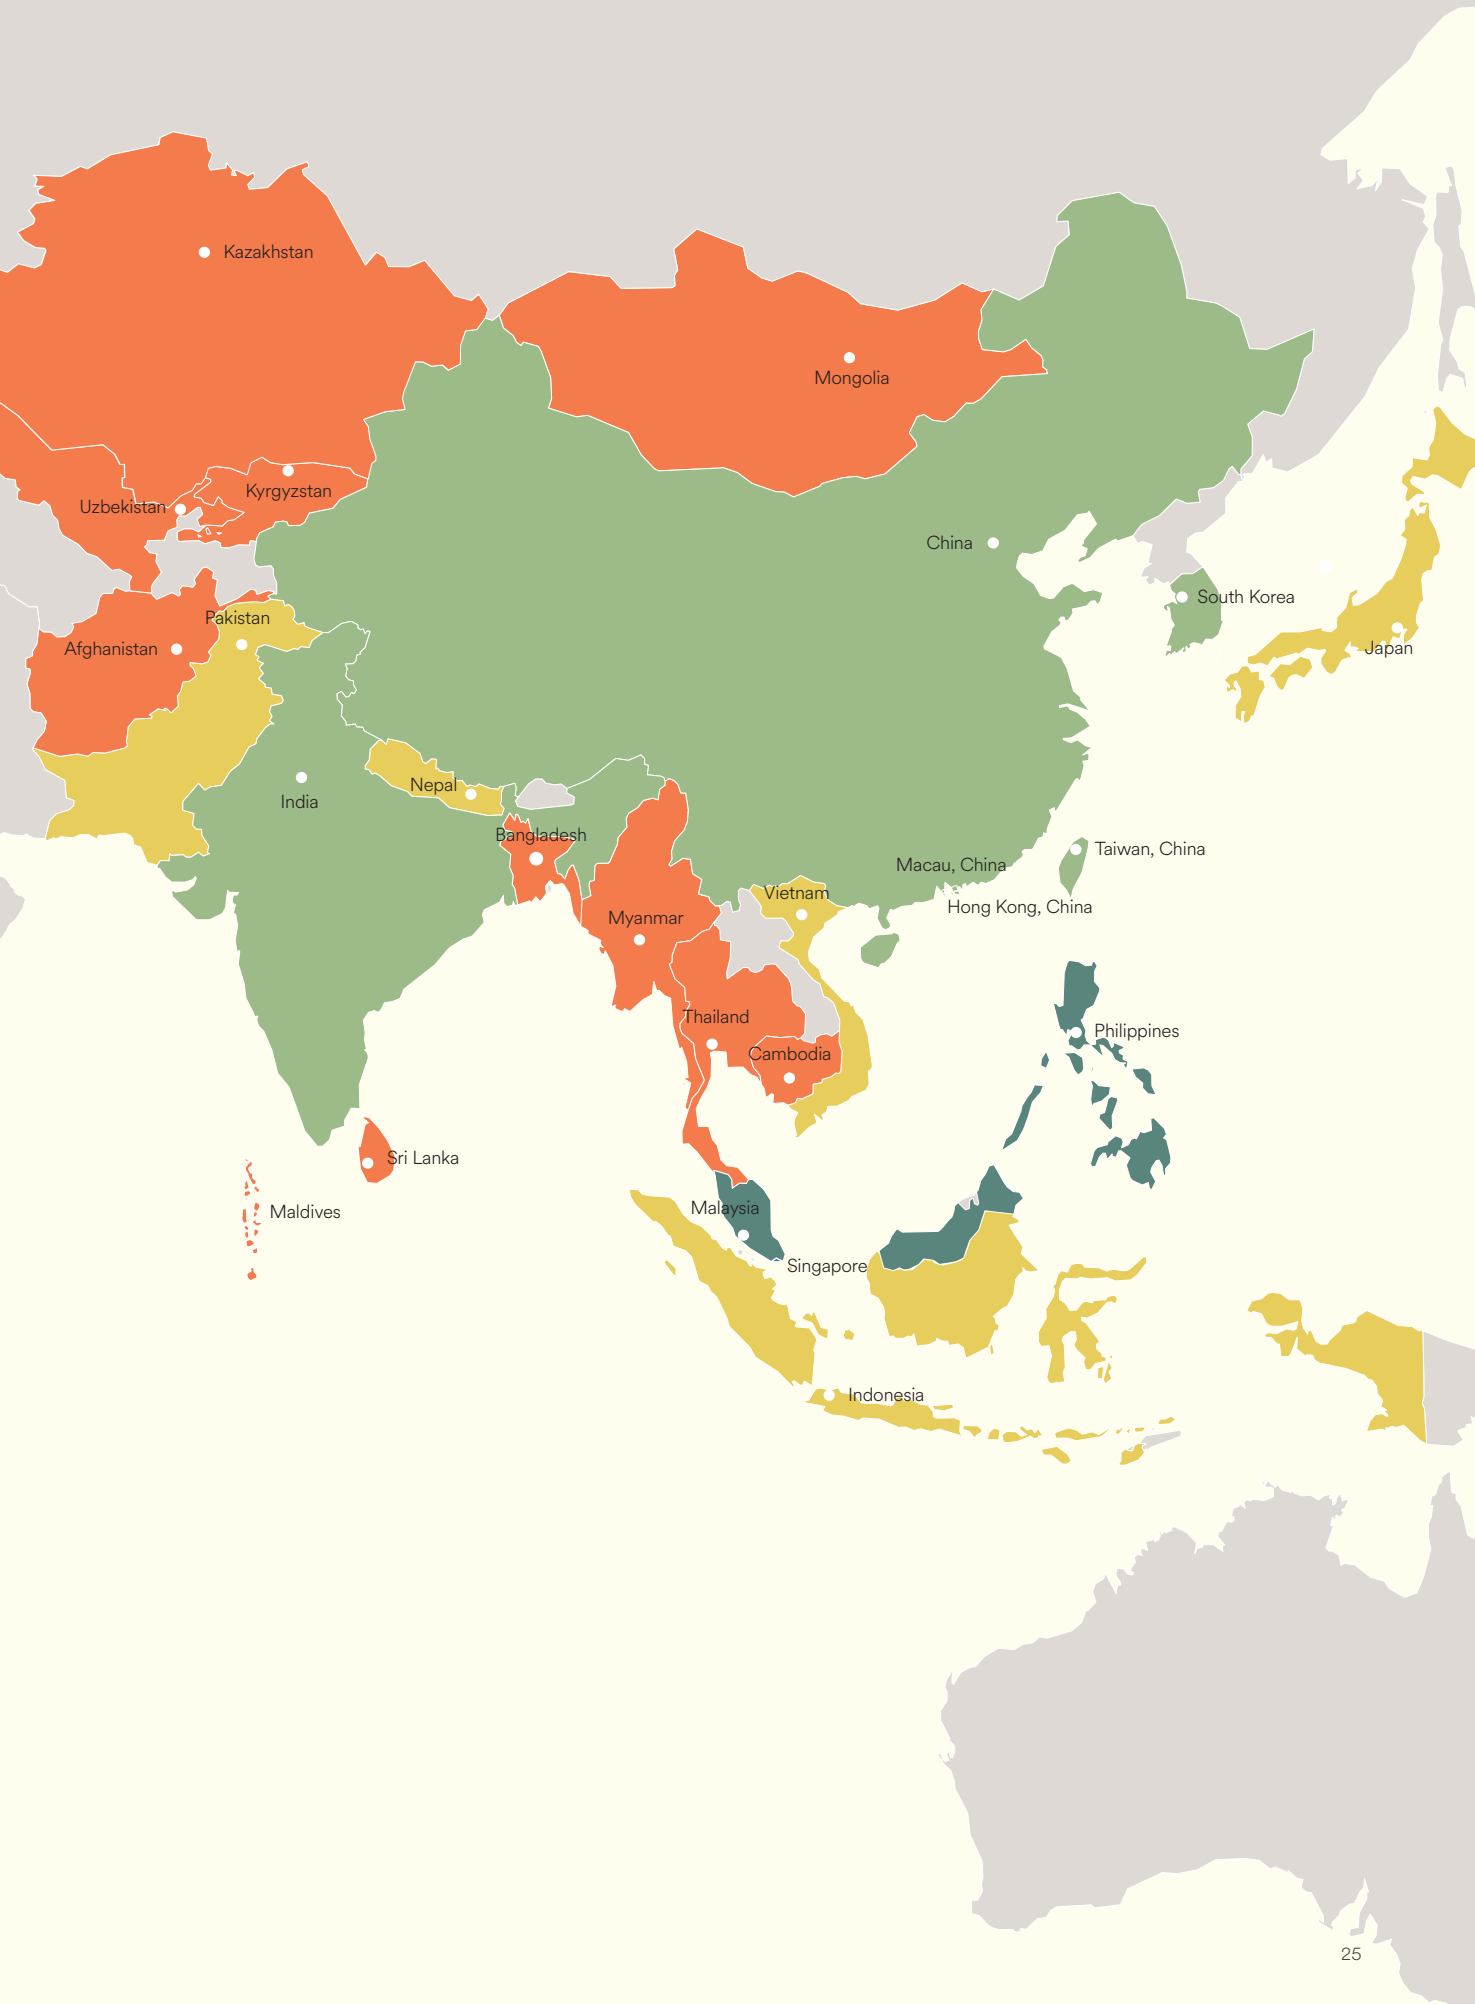 Kazakhstan
Mongolia
Kyrgyzstan
Uzbekistan
China
South Korea
Pakistan
Afghanistan
Japan
Nepal
India
Bangladesh
Taiwan, China
Macau, China
Vietnam
Hong Kong, China
Myanmar
Thailand
Philippines
Cambodia
Sri Lanka
Malaysia
Maldives
Singapore
Indonesia
25